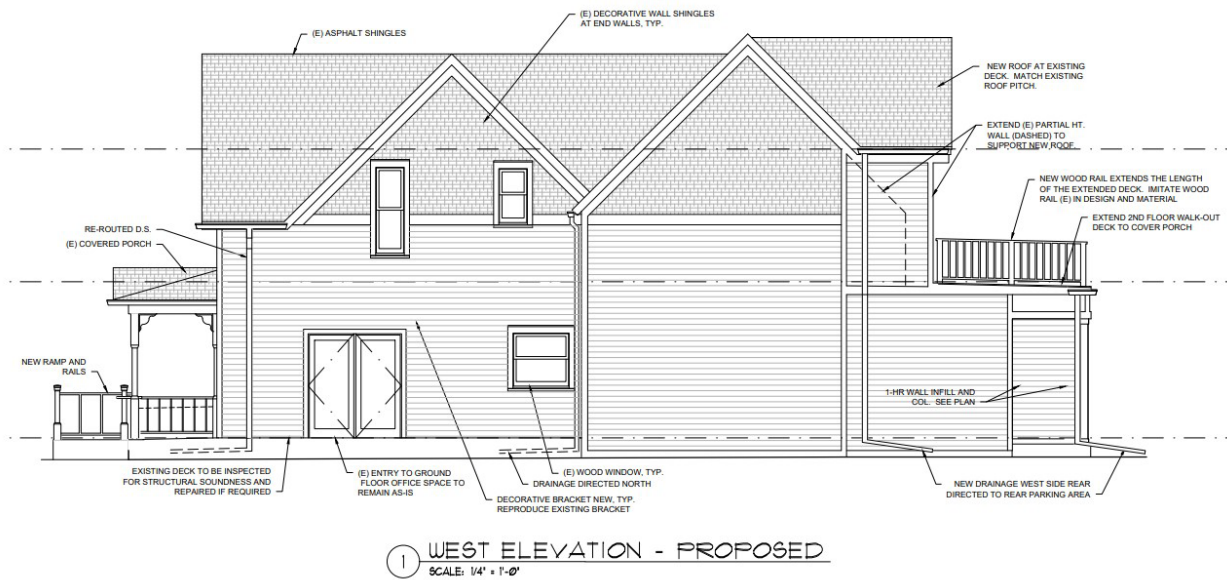 (E) DECORATIVE WALL SHINGLES
AT END WALLS, TYP.
(E) ASPHALT SHINGLES
NEW ROOF AT EXISTING
DECK. MATCH EXISTING
ROOF PITCH.
EXTEND (E) PARTIAL HT.
WALL (DASHED) TO
SUPPORT NEW ROOF.
NEW WOOD RAIL EXTENDS THE LENGTH
OF THE EXTENDED DECK. IMITATE WOOD
RAIL (E) IN DESIGN AND MATERIAL
EXTEND 2ND FLOOR WALK-OUT
DECK TO COVER PORCH
RE-ROUTED D.S.
(E) COVERED PORCH
NEW RAMP AND
RAILS
1-HR WALL INFILL AND
COL. SEE PLAN
EXISTING DECK TO BE INSPECTED
FOR STRUCTURAL SOUNDNESS AND
REPAIRED IF REQUIRED
(E) ENTRY TO GROUND
FLOOR OFFICE SPACE TO
REMAIN AS-IS
(E) WOOD WINDOW, TYP.
DRAINAGE DIRECTED NORTH
DECORATIVE BRACKET NEW, TYP.
REPRODUCE EXISTING BRACKET
NEW DRAINAGE WEST SIDE REAR
DIRECTED TO REAR PARKING AREA
1
WEST ELEVATION - PROPOSED
SCALE: 1/4" = 1'-0"